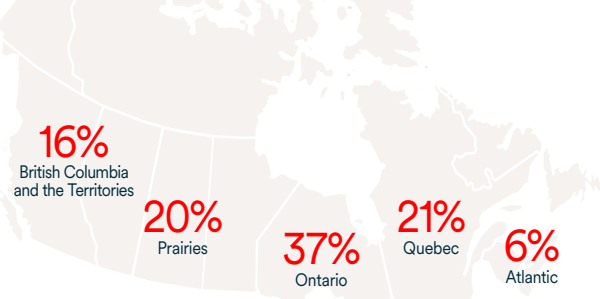 16%
British Columbia
and the Territories
20%
Prairies
37%
Ontario
21%
Quebec
6%
Atlantic